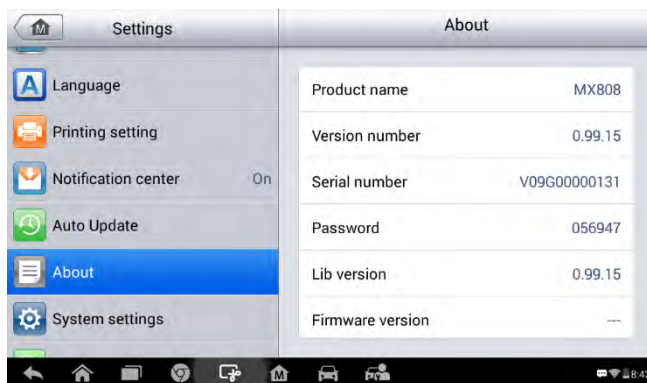 M
Settings
About
A
Language
Printing setting
Notification center On
Auto Update
About
System settings
Product name MX808
Version number 0.99.15
Serial number V09G00000131
Password 056947
Lib version 0.99.15
Firmware version ---
M